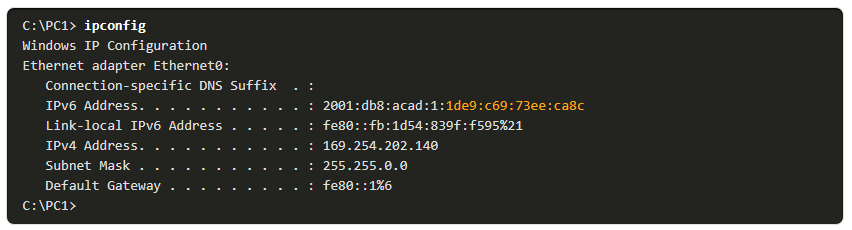 C:\PC1> ipconfig
Windows IP Configuration
Ethernet adapter Ethernet0:
   Connection-specific DNS Suffix  . :
   IPv6 Address. . . . . . . . . . . : 2001:db8:acad:1:1de9:c69:73ee:ca8c
   Link-local IPv6 Address . . . . . : fe80::fb:1d54:839f:f595%21
   IPv4 Address. . . . . . . . . . . : 169.254.202.140
   Subnet Mask . . . . . . . . . . . : 255.255.0.0
   Default Gateway . . . . . . . . . : fe80::1%6
C:\PC1>